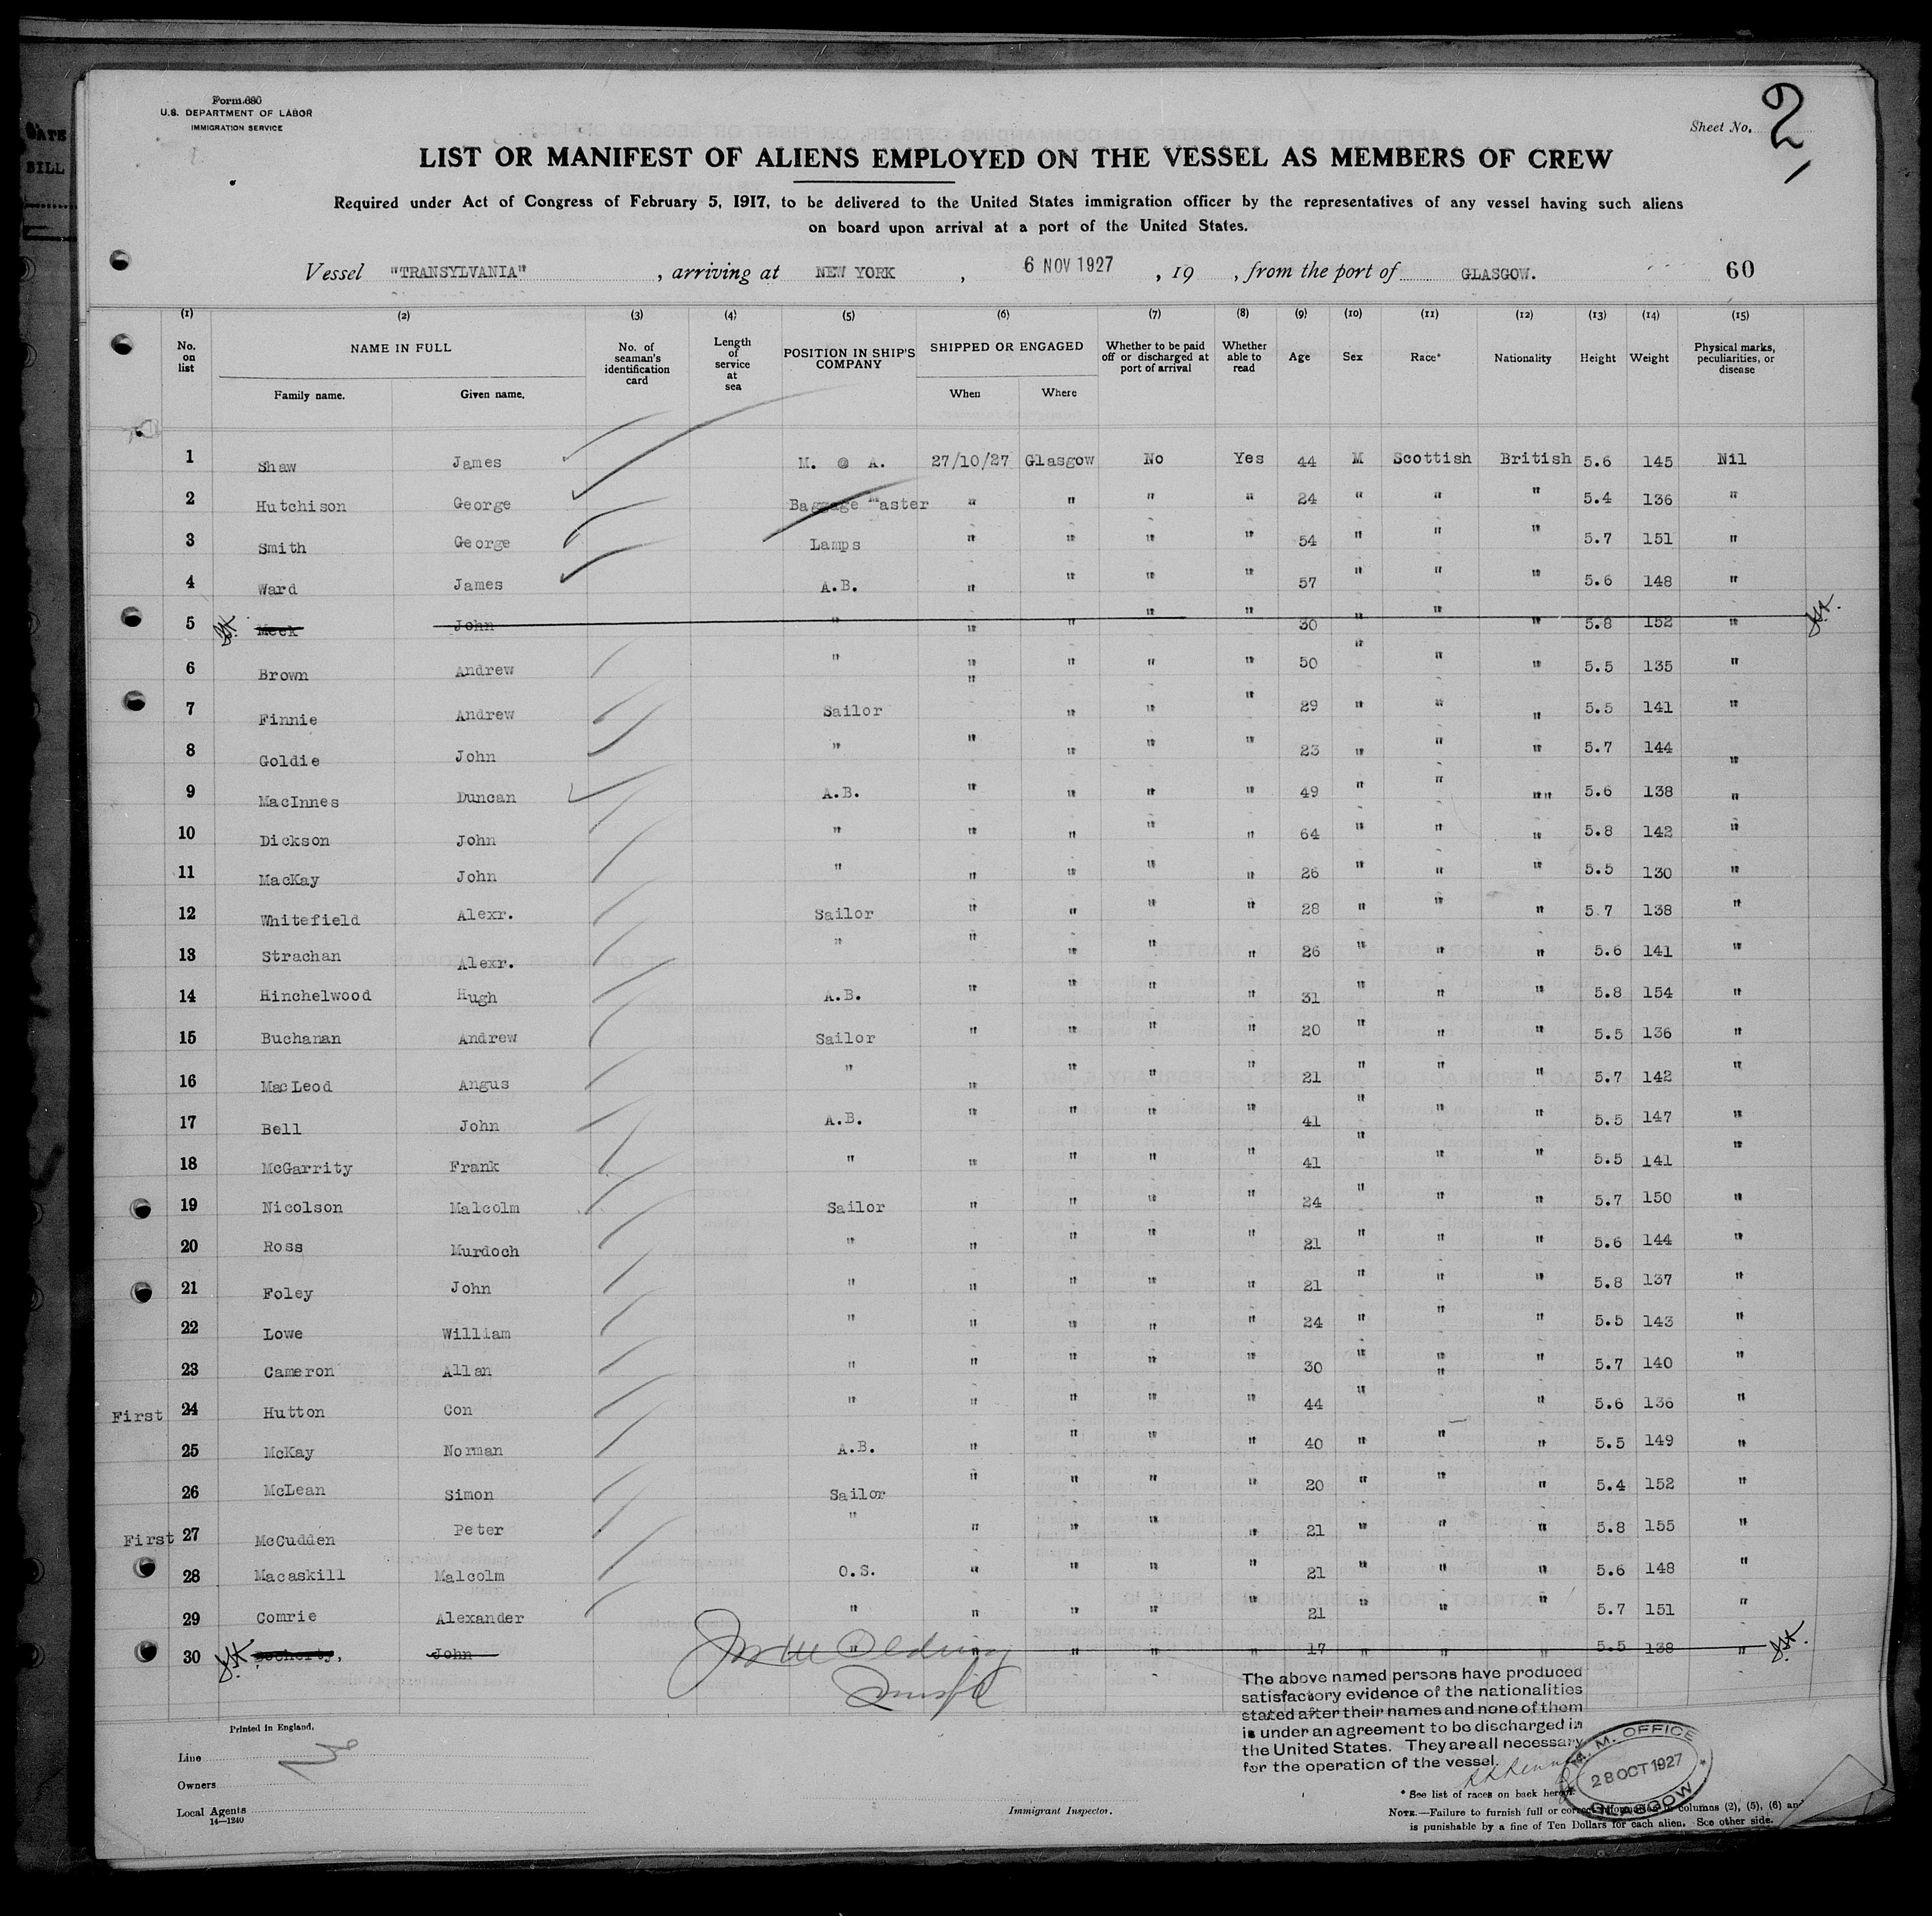 DATE
BILL
Form 680
U.S. DEPARTMENT OF LABOR
IMMIGRATION SERVICE
Sheet No. 2
LIST OR MANIFEST OF ALIENS EMPLOYED ON THE VESSEL AS MEMBERS OF CREW
Required under Act of Congress of February 5, 1917, to be delivered to the United States immigration officer by the representatives of any vessel having such aliens
on board upon arrival at a port of the United States.
Vessel "TRANSYLVANIA", arriving at NEW YORK, 6 NOV 1927, 19 , from the port of GLASGOW. 60
(1) (2) (3) (4) (5) (6) (7) (8) (9) (10) (11) (12) (13) (14) (15)
No. on list NAME IN FULL Family name. Given name. No. of seaman's identification card Length of service at sea POSITION IN SHIP'S COMPANY SHIPPED OR ENGAGED When Where Whether to be paid off or discharged at port of arrival Whether able to read Age Sex Race* Nationality Height Weight Physical marks, peculiarities, or disease
1 Shaw James M. @ A. 27/10/27 Glasgow No Yes 44 M Scottish British 5.6 145 Nil
2 Hutchison George Baggage Master " " " " 24 " " " 5.4 136 "
3 Smith George Lamps " " " " 54 " " " 5.7 151 "
4 Ward James A.B. " " " " 57 " " " 5.6 148 "
5 Meek John " " " " " 30 " " " 5.8 152 "
6 Brown Andrew " " " " " 50 " " " 5.5 135 "
7 Finnie Andrew Sailor " " " " 29 " " " 5.5 141 "
8 Goldie John " " " " " 23 " " " 5.7 144 "
9 MacInnes Duncan A.B. " " " " 49 " " "" 5.6 138 "
10 Dickson John " " " " " 64 " " " 5.8 142 "
11 MacKay John " " " " " 26 " " " 5.5 130 "
12 Whitefield Alexr. Sailor " " " " 28 " " " 5.7 138 "
13 Strachan Alexr. " " " " " 26 " " " 5.6 141 "
14 Hinchelwood Hugh A.B. " " " " 31 " " " 5.8 154 "
15 Buchanan Andrew Sailor " " " " 20 " " " 5.5 136 "
16 MacLeod Angus " " " " " 21 " " " 5.7 142 "
17 Bell John A.B. " " " " 41 " " " 5.5 147 "
18 McGarrity Frank " " " " " 41 " " " 5.5 141 "
19 Nicolson Malcolm Sailor " " " " 24 " " " 5.7 150 "
20 Ross Murdoch " " " " " 21 " " " 5.6 144 "
21 Foley John " " " " " 21 " " " 5.8 137 "
22 Lowe William " " " " " 24 " " " 5.5 143 "
23 Cameron Allan " " " " " 30 " " " 5.7 140 "
First 24 Hutton Con " " " " " 44 " " " 5.6 136 "
25 McKay Norman A.B. " " " " 40 " " " 5.5 149 "
26 McLean Simon Sailor " " " " 20 " " " 5.4 152 "
First 27 McCudden Peter " " " " " 21 " " " 5.8 155 "
28 Macaskill Malcolm O.S. " " " " 21 " " " 5.6 148 "
29 Comrie Alexander " " " " " 21 " " " 5.7 151 "
30 Docherty, John " " " " " 17 " " " 5.5 138 "
The above named persons have produced
satisfactory evidence of the nationalities
stated after their names and none of them
is under an agreement to be discharged in
the United States. They are all necessary
for the operation of the vessel.
M. M. OFFICE
28 OCT 1927
GLASGOW
Printed in England.
Line
Owners
Local Agents
14—1240
Immigrant Inspector.
* See list of races on back hereof.
NOTE.—Failure to furnish full or correct information in columns (2), (5), (6) and
is punishable by a fine of Ten Dollars for each alien. See other side.